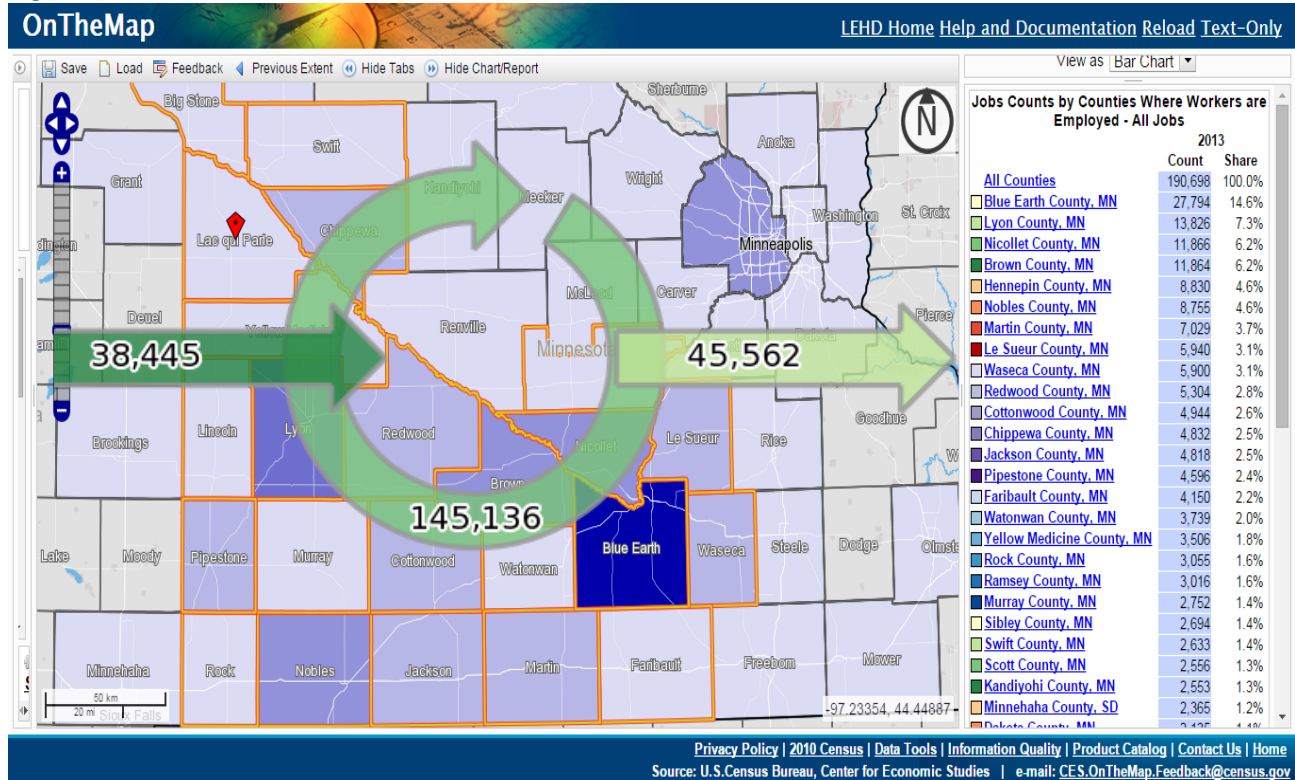 OnTheMap
LEHD Home Help and Documentation Reload Text-Only
Save Load Feedback Previous Extent Hide Tabs Hide Chart/Report
View as Bar Chart
Big Stone
Sherburne
N
Swift
Anoka
Grant
Kandiyohi
Meeker
Wright
Washington
St. Croix
Lac qui Parle
Chippewa
Minneapolis
McLeod
Carver
Deuel
Renville
Pierce
Minnesota
Dakota
38,445
45,562
Brookings
Lincoln
Lyon
Redwood
Nicollet
Le Sueur
Rice
Goodhue
Brown
145,136
Lake
Moody
Pipestone
Murray
Cottonwood
Watonwan
Blue Earth
Waseca
Steele
Dodge
Olmste
Minnehaha
Rock
Nobles
Jackson
Martin
Faribault
Freeborn
Mower
50 km
20 mi
Sioux Falls
-97.23354, 44.44887
Jobs Counts by Counties Where Workers are
Employed - All Jobs
2013
Count Share
All Counties 190,698 100.0%
Blue Earth County, MN 27,794 14.6%
Lyon County, MN 13,826 7.3%
Nicollet County, MN 11,866 6.2%
Brown County, MN 11,864 6.2%
Hennepin County, MN 8,830 4.6%
Nobles County, MN 8,755 4.6%
Martin County, MN 7,029 3.7%
Le Sueur County, MN 5,940 3.1%
Waseca County, MN 5,900 3.1%
Redwood County, MN 5,304 2.8%
Cottonwood County, MN 4,944 2.6%
Chippewa County, MN 4,832 2.5%
Jackson County, MN 4,818 2.5%
Pipestone County, MN 4,596 2.4%
Faribault County, MN 4,150 2.2%
Watonwan County, MN 3,739 2.0%
Yellow Medicine County, MN 3,506 1.8%
Rock County, MN 3,055 1.6%
Ramsey County, MN 3,016 1.6%
Murray County, MN 2,752 1.4%
Sibley County, MN 2,694 1.4%
Swift County, MN 2,633 1.4%
Scott County, MN 2,556 1.3%
Kandiyohi County, MN 2,553 1.3%
Minnehaha County, SD 2,365 1.2%
Privacy Policy | 2010 Census | Data Tools | Information Quality | Product Catalog | Contact Us | Home
Source: U.S.Census Bureau, Center for Economic Studies | e-mail: CES.OnTheMap.Feedback@census.gov